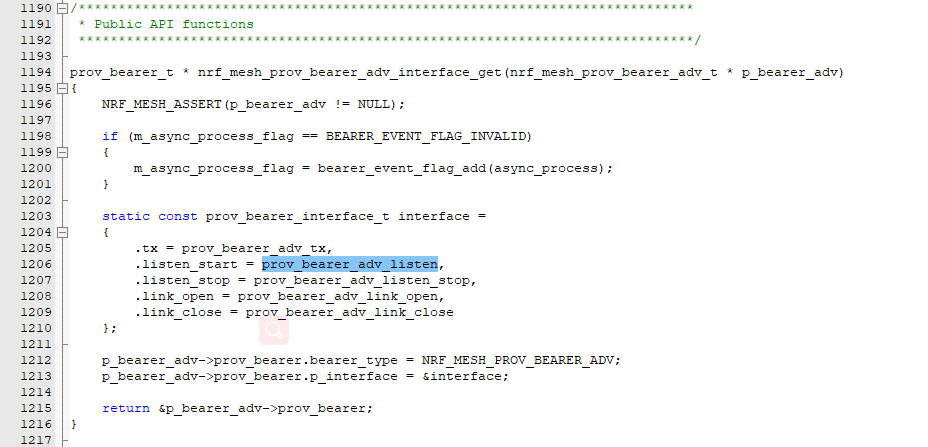 1190 /******************************************************************************
1191  * Public API functions
1192  ******************************************************************************/
1193
1194 prov_bearer_t * nrf_mesh_prov_bearer_adv_interface_get(nrf_mesh_prov_bearer_adv_t * p_bearer_adv)
1195 {
1196     NRF_MESH_ASSERT(p_bearer_adv != NULL);
1197
1198     if (m_async_process_flag == BEARER_EVENT_FLAG_INVALID)
1199     {
1200         m_async_process_flag = bearer_event_flag_add(async_process);
1201     }
1202
1203     static const prov_bearer_interface_t interface =
1204     {
1205         .tx = prov_bearer_adv_tx,
1206         .listen_start = prov_bearer_adv_listen,
1207         .listen_stop = prov_bearer_adv_listen_stop,
1208         .link_open = prov_bearer_adv_link_open,
1209         .link_close = prov_bearer_adv_link_close
1210     };
1211
1212     p_bearer_adv->prov_bearer.bearer_type = NRF_MESH_PROV_BEARER_ADV;
1213     p_bearer_adv->prov_bearer.p_interface = &interface;
1214
1215     return &p_bearer_adv->prov_bearer;
1216 }
1217